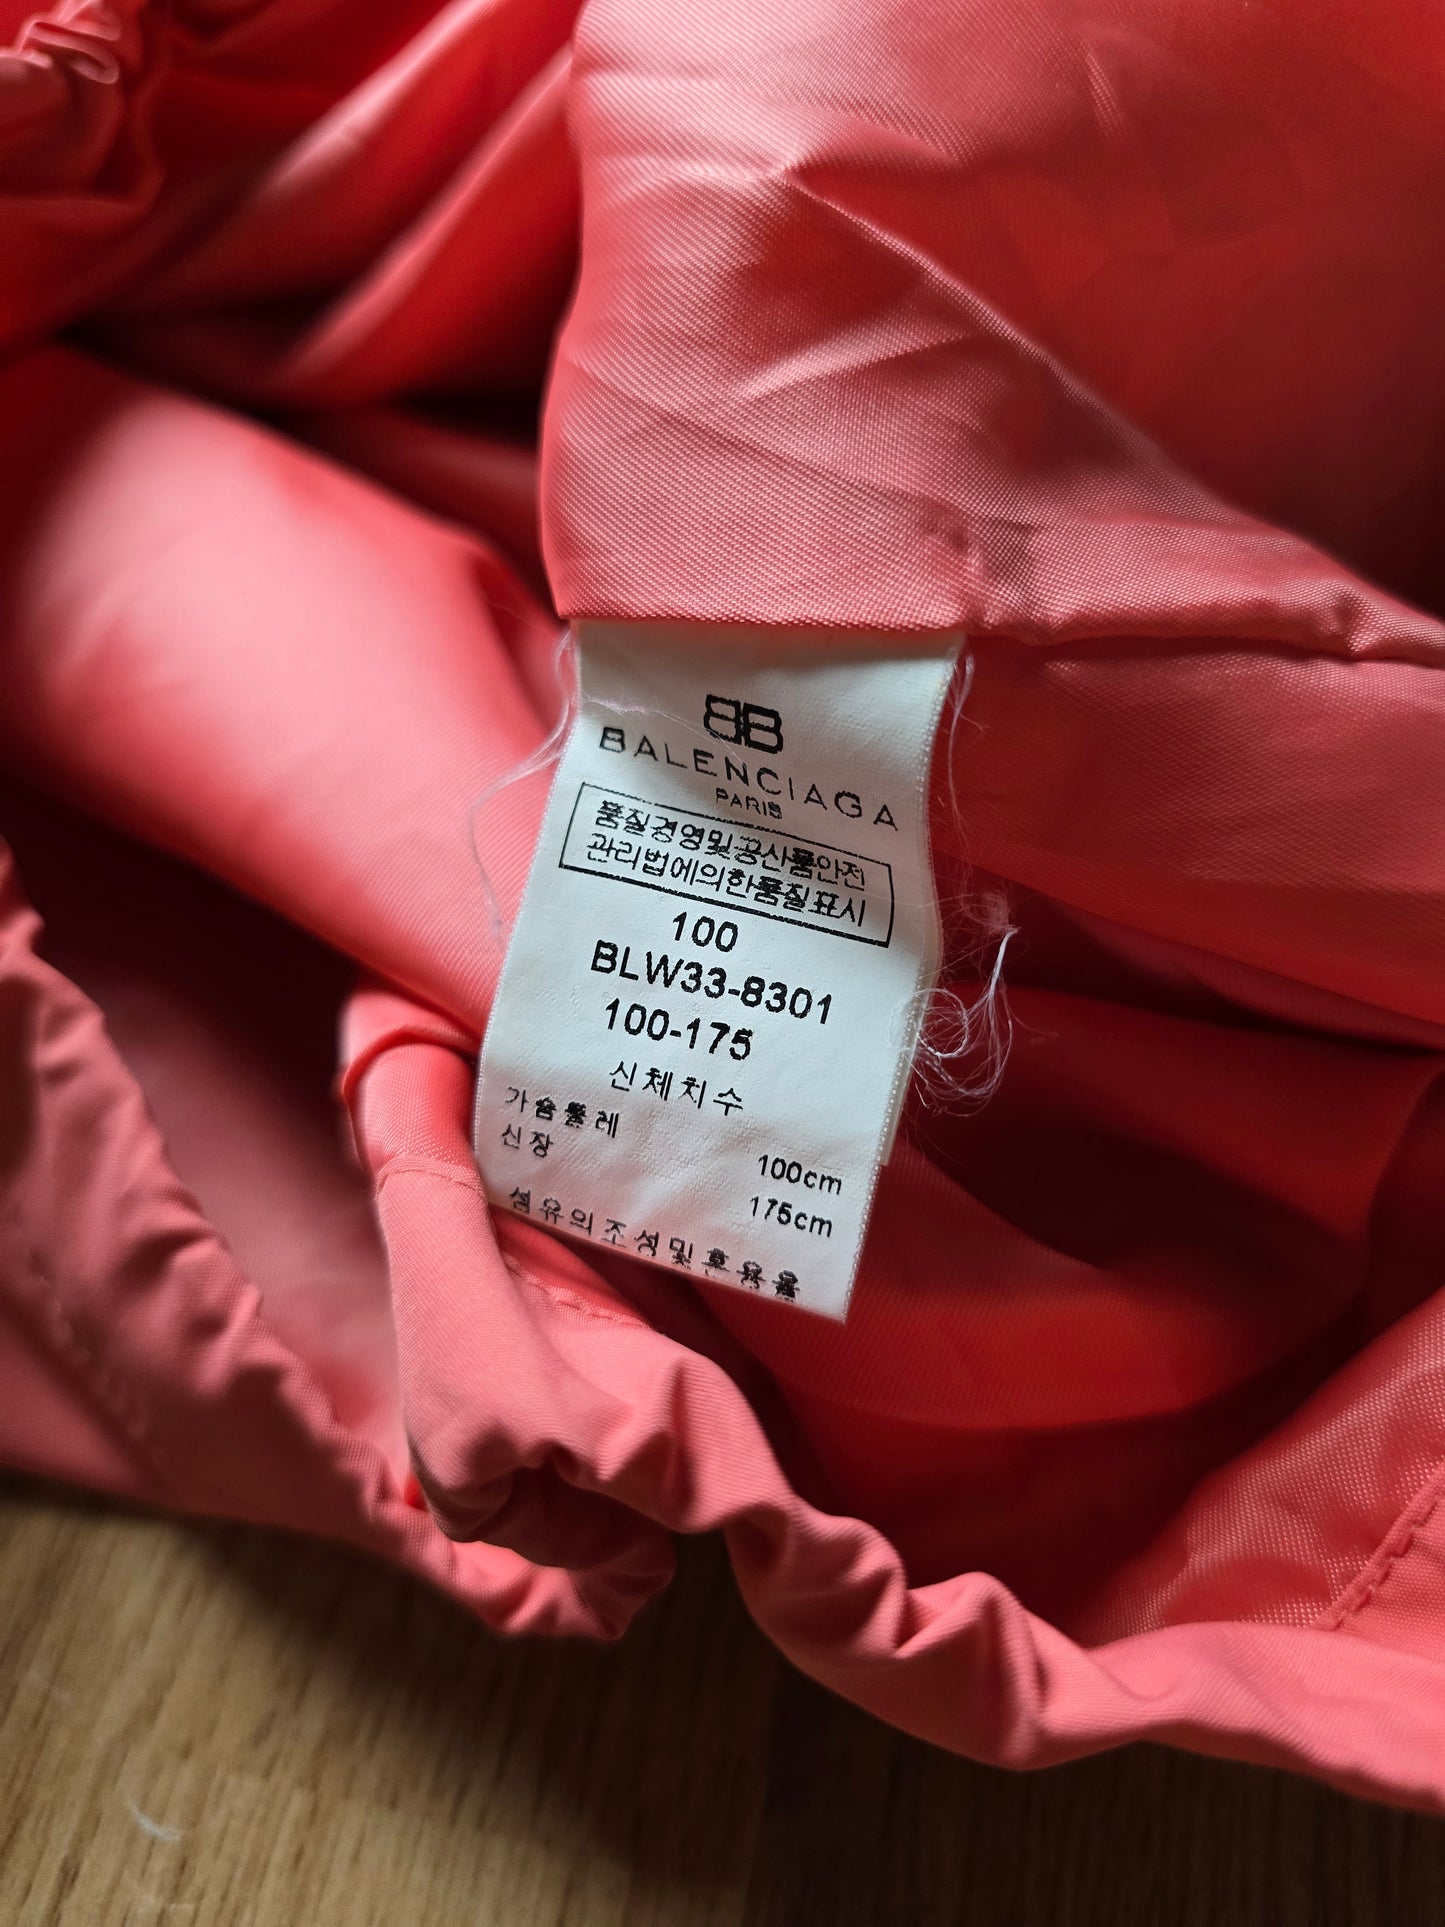 BB
BALENCIAGA
PARIS
품질경영및공산품안전
관리법에의한품질표시
100
BLW33-8301
100-175
신체치수
가슴둘레 100cm
신장 175cm
섬유의조성및혼용율